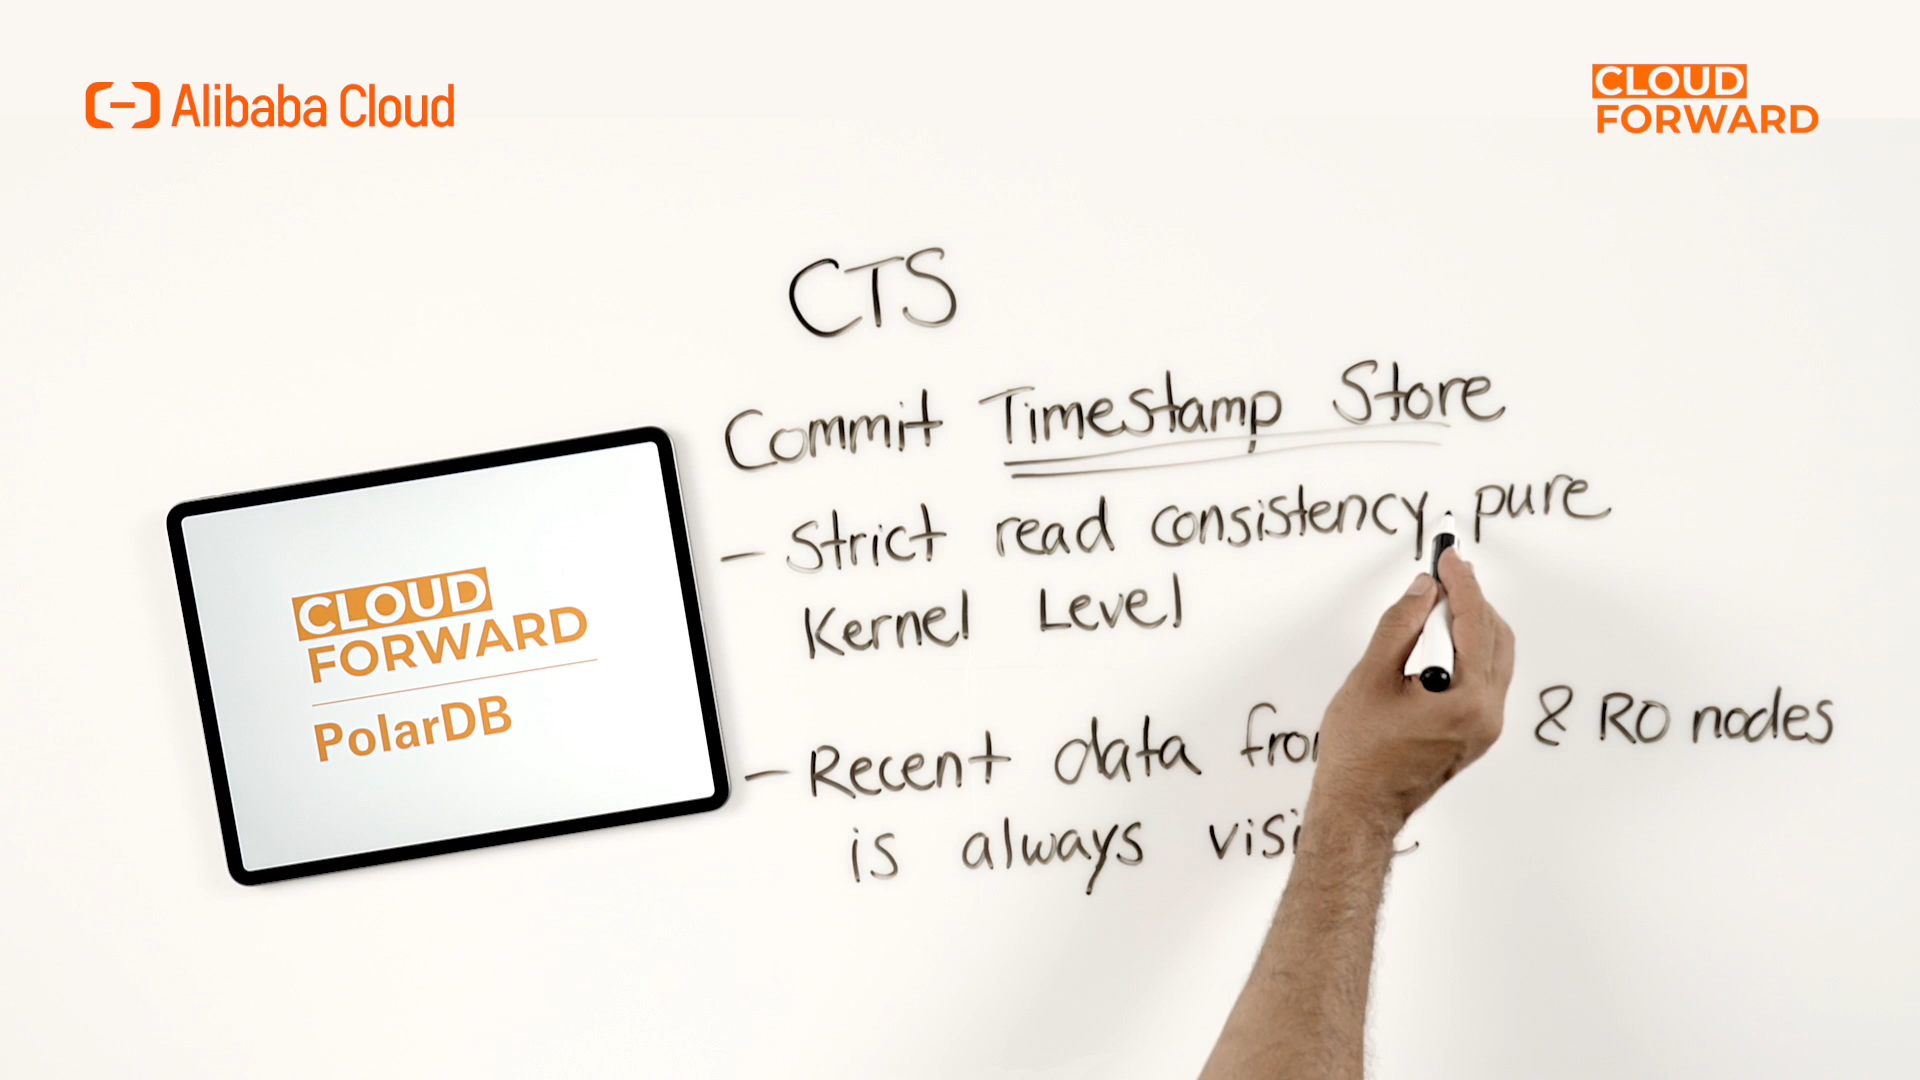 Alibaba Cloud
CLOUD
FORWARD
CTS
Commit Timestamp Store
– Strict read consistency. pure
Kernel Level
– Recent data & RO nodes
is always
CLOUD
FORWARD
PolarDB